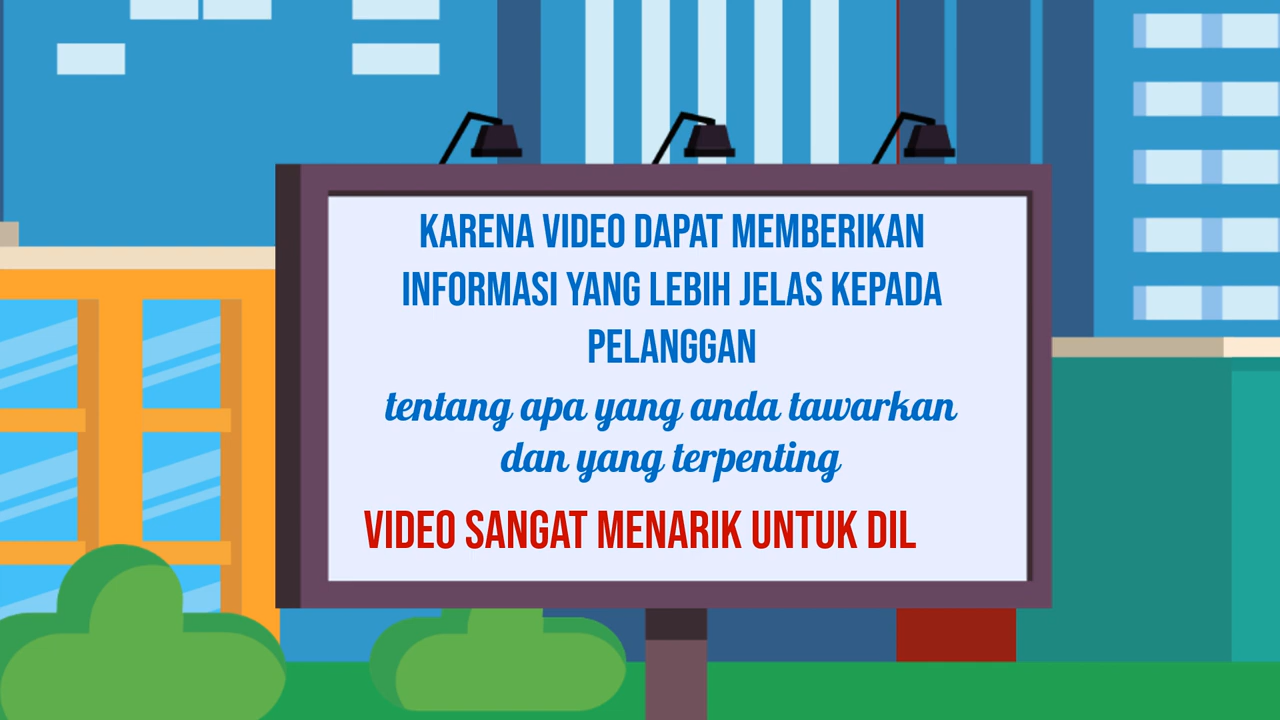 KARENA VIDEO DAPAT MEMBERIKAN
INFORMASI YANG LEBIH JELAS KEPADA
PELANGGAN
tentang apa yang anda tawarkan
dan yang terpenting
VIDEO SANGAT MENARIK UNTUK DIL